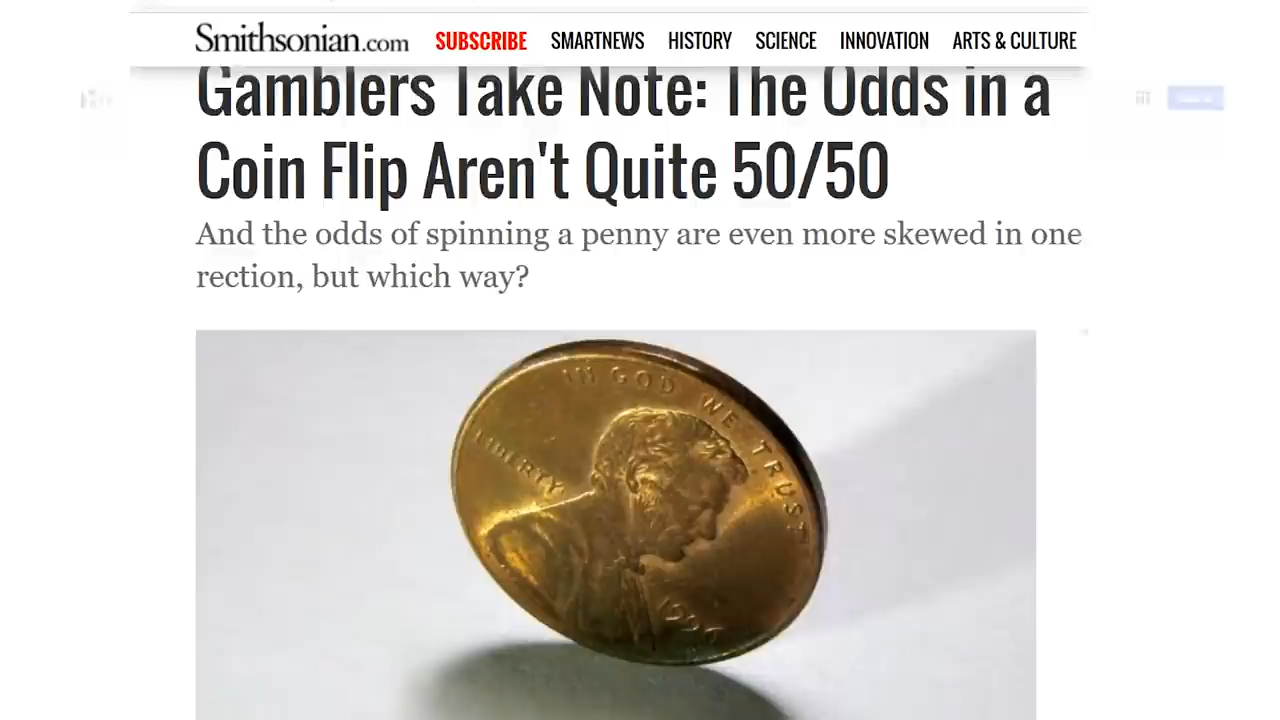 Smithsonian.com SUBSCRIBE SMARTNEWS HISTORY SCIENCE INNOVATION ARTS & CULTURE
Gamblers Take Note: The Odds in a
Coin Flip Aren't Quite 50/50
And the odds of spinning a penny are even more skewed in one
rection, but which way?
IN GOD WE TRUST
LIBERTY